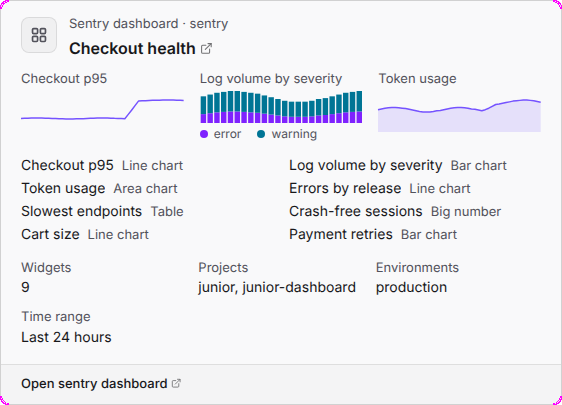 Sentry dashboard · sentry
Checkout health
Checkout p95
Log volume by severity
Token usage
error
warning
Checkout p95 Line chart
Log volume by severity Bar chart
Token usage Area chart
Errors by release Line chart
Slowest endpoints Table
Crash-free sessions Big number
Cart size Line chart
Payment retries Bar chart
Widgets
9
Projects
junior, junior-dashboard
Environments
production
Time range
Last 24 hours
Open sentry dashboard